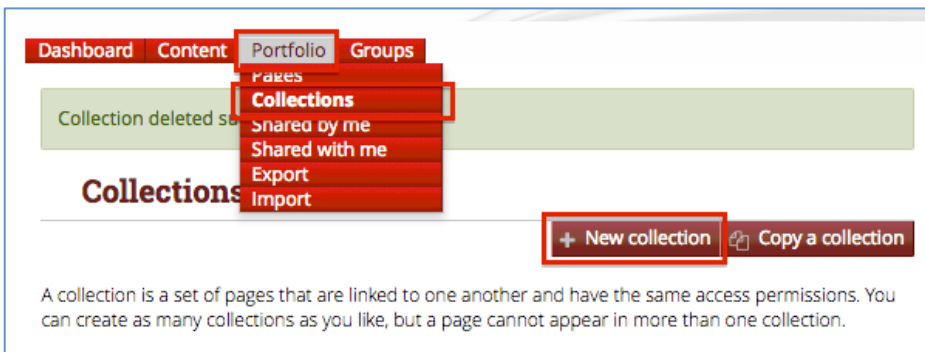 Dashboard Content Portfolio Groups
Pages
Collections
Collection deleted su
Shared by me
Shared with me
Export
Collections
Import
+ New collection Copy a collection
A collection is a set of pages that are linked to one another and have the same access permissions. You
can create as many collections as you like, but a page cannot appear in more than one collection.